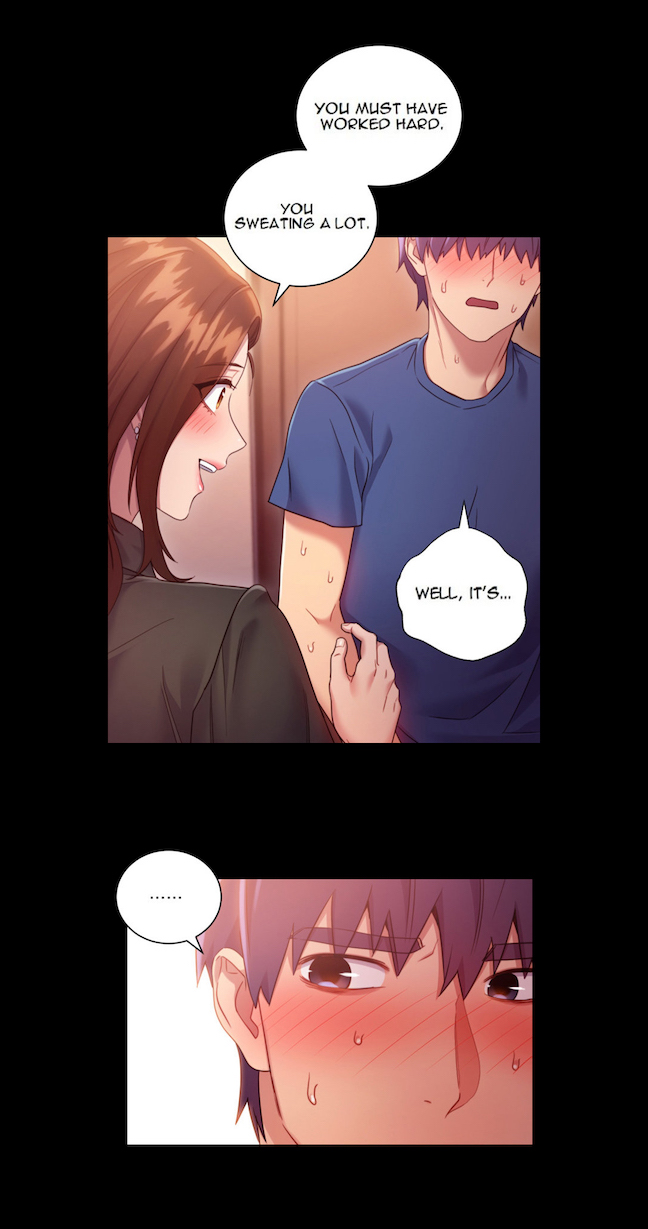 YOU MUST HAVE
WORKED HARD.
YOU
SWEATING A LOT.
WELL, IT'S...
......